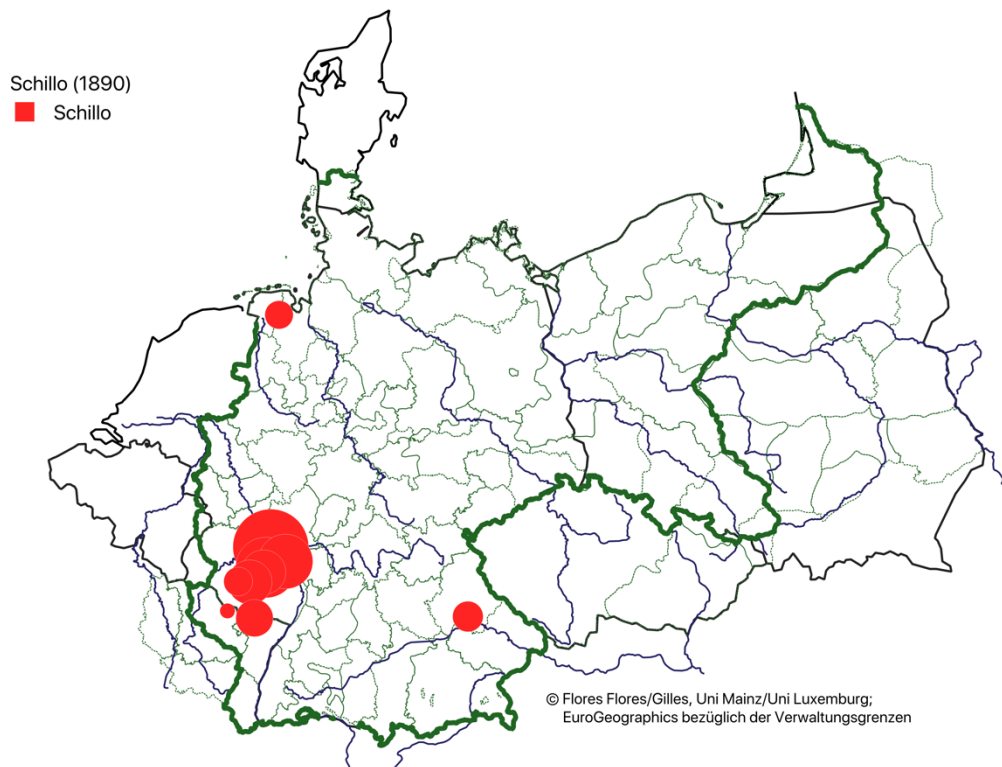 Schillo (1890)
Schillo
© Flores Flores/Gilles, Uni Mainz/Uni Luxemburg;
EuroGeographics bezüglich der Verwaltungsgrenzen